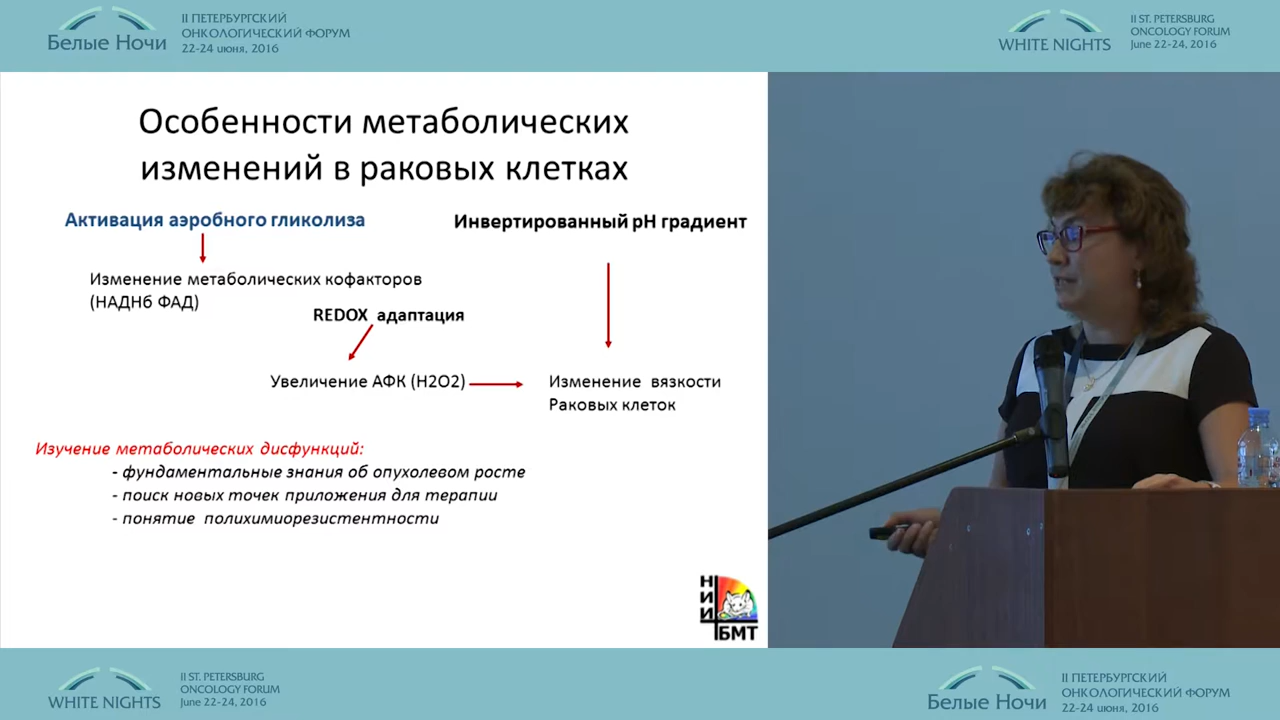 Белые Ночи
II ПЕТЕРБУРГСКИЙ
ОНКОЛОГИЧЕСКИЙ ФОРУМ
22-24 июня, 2016
WHITE NIGHTS
II ST. PETERSBURG
ONCOLOGY FORUM
June 22-24, 2016
Особенности метаболических
изменений в раковых клетках
Активация аэробного гликолиза
Инвертированный рН градиент
Изменение метаболических кофакторов
(НАДНб ФАД)
REDOX адаптация
Увеличение АФК (H2O2)
Изменение вязкости
Раковых клеток
Изучение метаболических дисфункций:
- фундаментальные знания об опухолевом росте
- поиск новых точек приложения для терапии
- понятие полихимиорезистентности
НИИ
БМТ
WHITE NIGHTS
II ST. PETERSBURG
ONCOLOGY FORUM
June 22-24, 2016
Белые Ночи
II ПЕТЕРБУРГСКИЙ
ОНКОЛОГИЧЕСКИЙ ФОРУМ
22-24 июня, 2016